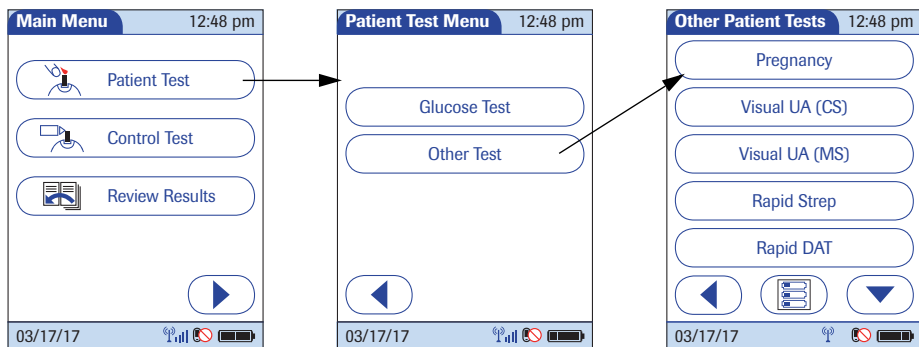 Main Menu 12:48 pm
Patient Test
Control Test
Review Results
03/17/17
Patient Test Menu 12:48 pm
Glucose Test
Other Test
03/17/17
Other Patient Tests 12:48 pm
Pregnancy
Visual UA (CS)
Visual UA (MS)
Rapid Strep
Rapid DAT
03/17/17